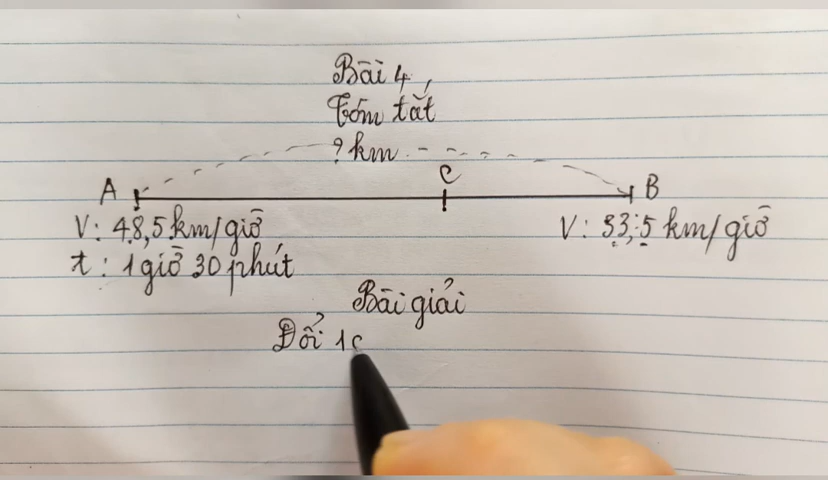 Bài 4,
Tóm tắt
? km
A C B
V: 48,5 km/giờ
V: 33,5 km/giờ
t: 1 giờ 30 phút
Bài giải
Đổi 1